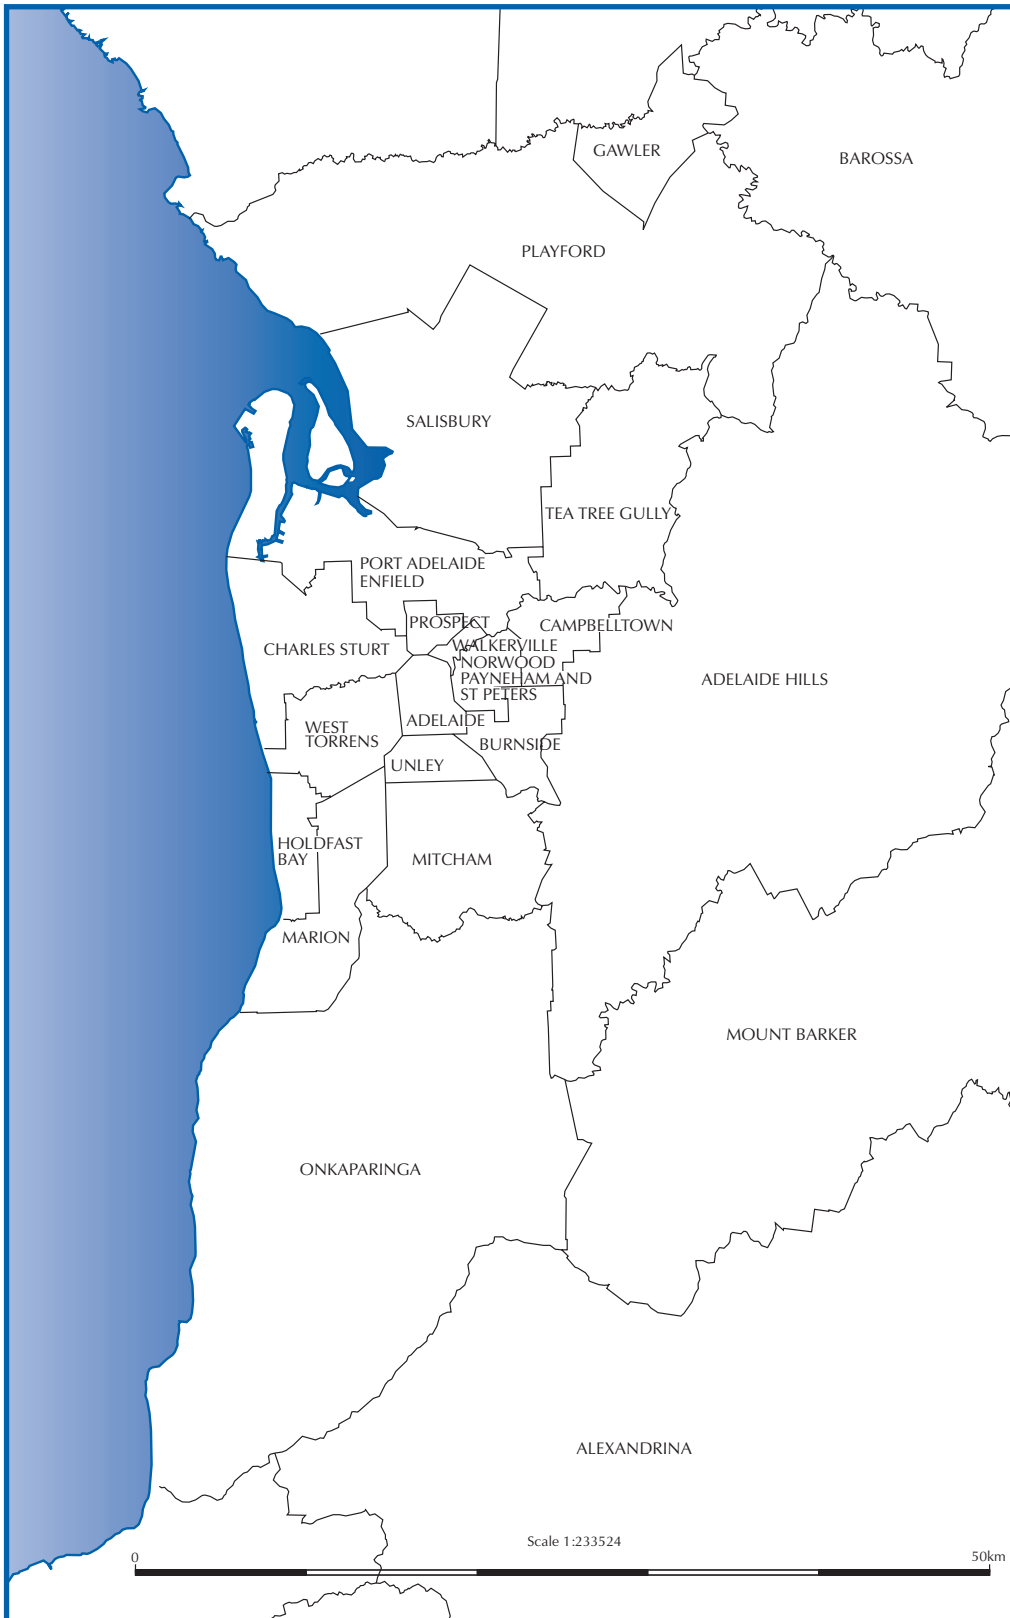 GAWLER
BAROSSA
PLAYFORD
SALISBURY
TEA TREE GULLY
PORT ADELAIDE
ENFIELD
PROSPECT
CAMPBELLTOWN
WALKERVILLE
CHARLES STURT
NORWOOD
PAYNEHAM AND
ST PETERS
ADELAIDE HILLS
ADELAIDE
WEST
TORRENS
BURNSIDE
UNLEY
HOLDFAST
BAY
MITCHAM
MARION
MOUNT BARKER
ONKAPARINGA
ALEXANDRINA
Scale 1:233524
0
50km